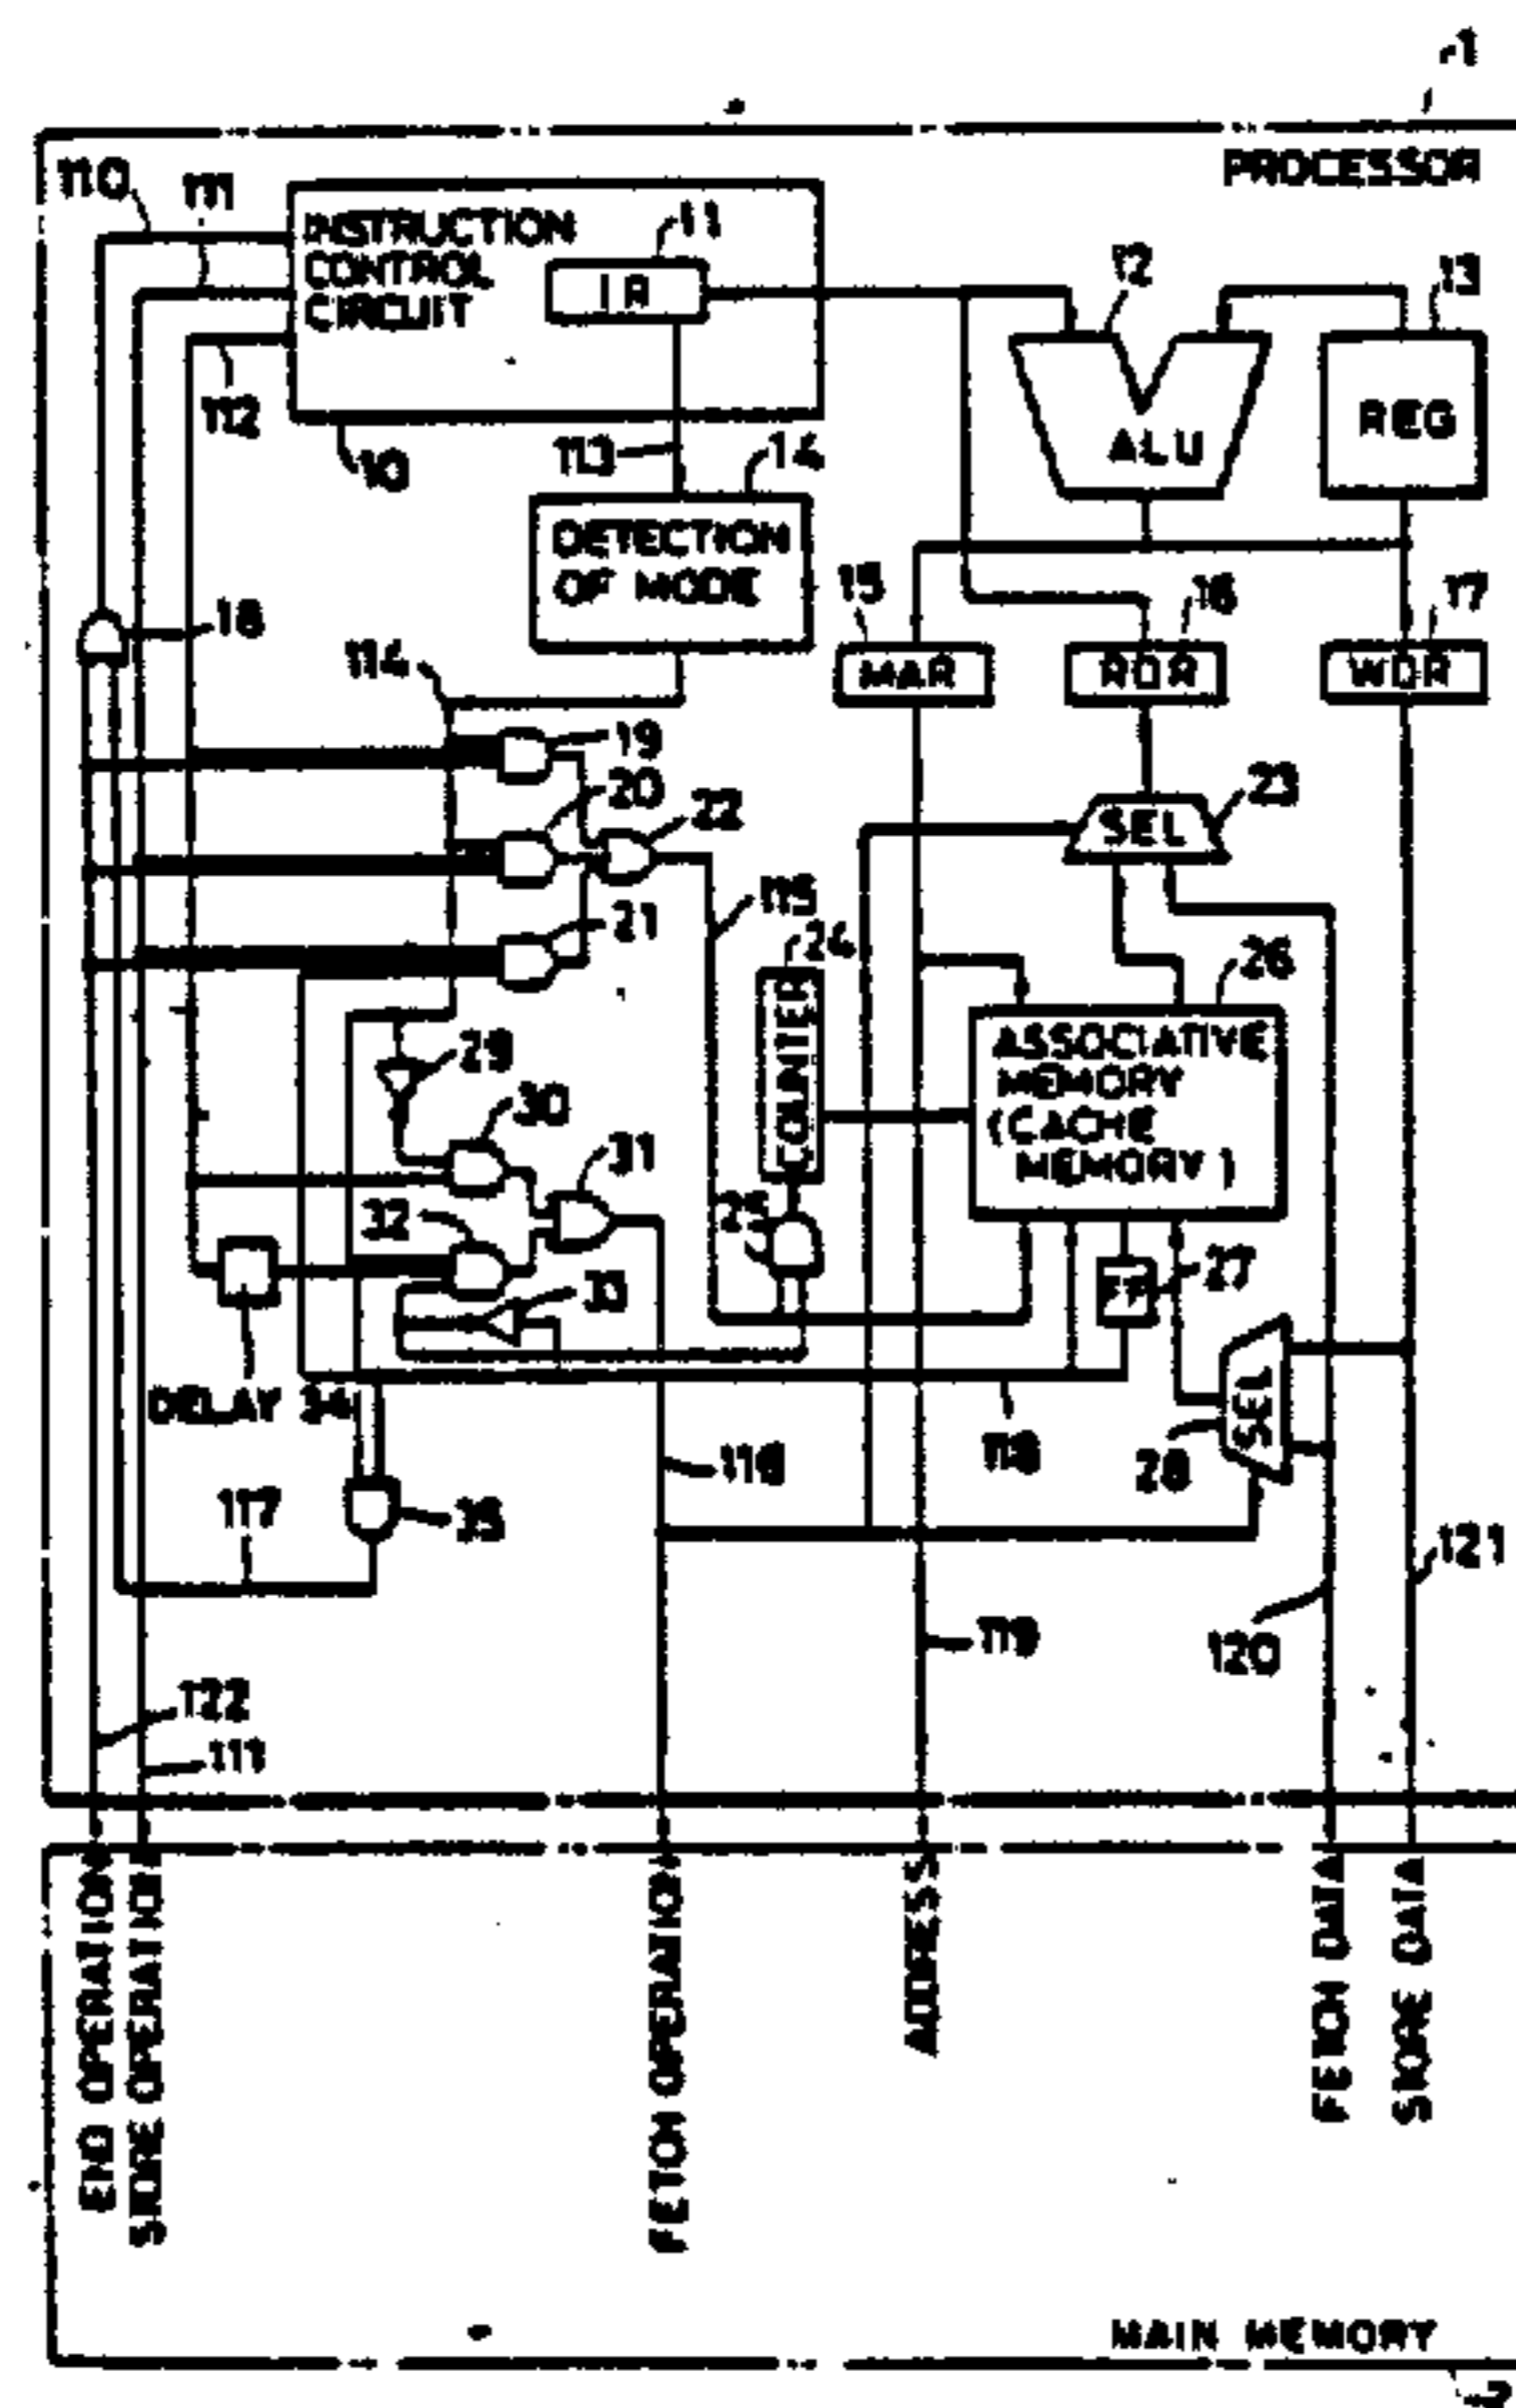 1
PROCESSOR
110
111
INSTRUCTION
CONTROL
CIRCUIT
11
IR
12
13
112
ALU
REG
10
113
14
DETECTION
OF MODE
15
16
17
18
114
MAR
RDR
WDR
19
20
22
23
SEL
115
21
24
26
COUNTER
ASSOCIATIVE
MEMORY
(CACHE
MEMORY)
29
30
31
32
25
27
FF
33
DELAY 34
SEL
28
116
118
117
35
121
119
120
122
111
END OPERATION
STORE OPERATION
FETCH OPERATION
ADDRESS
FETCH DATA
STORE DATA
MAIN MEMORY
2